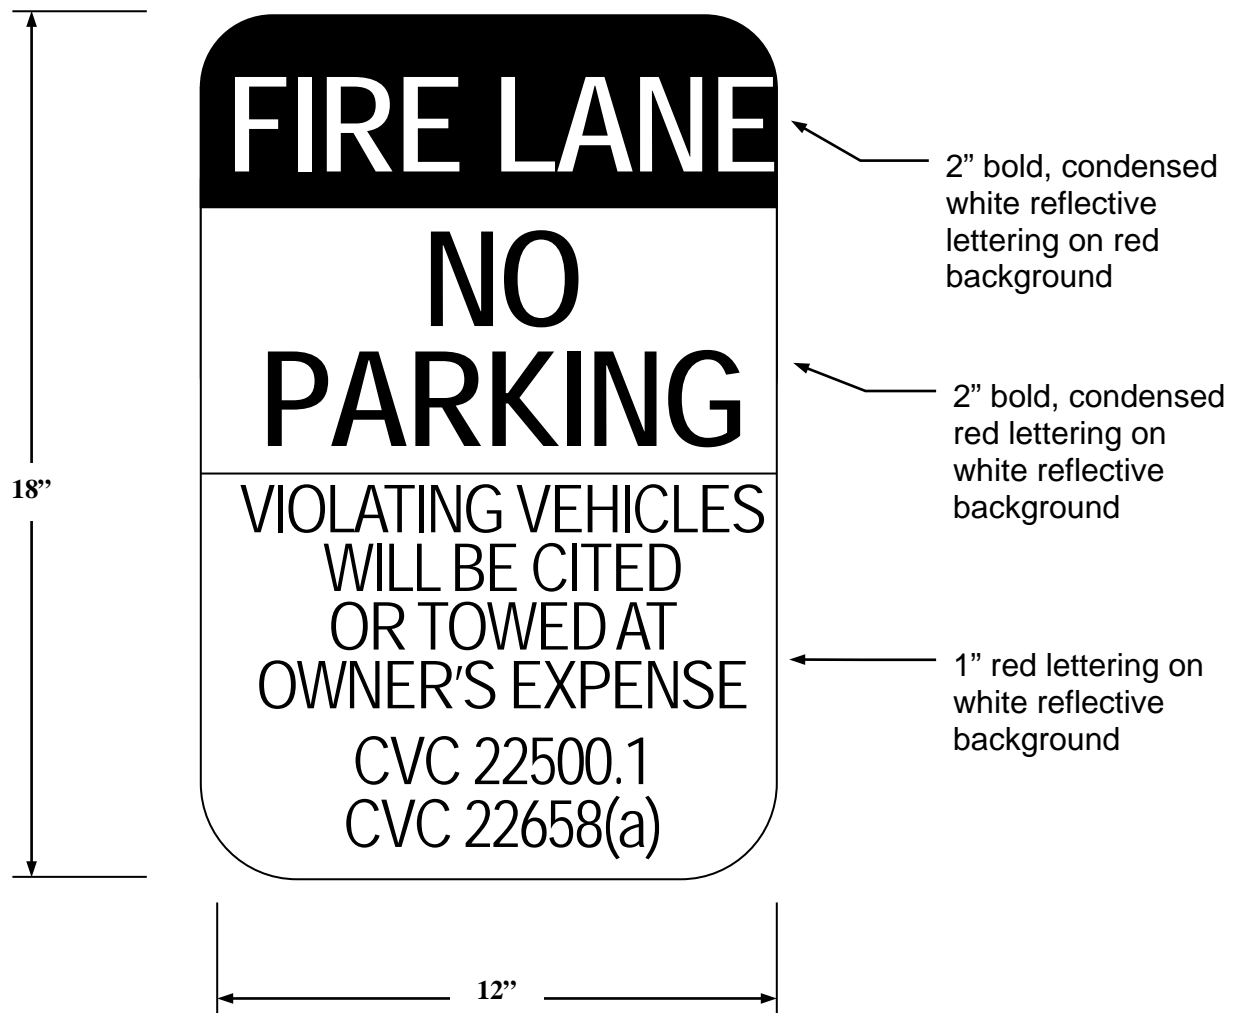 FIRE LANE
NO
PARKING
VIOLATING VEHICLES
WILL BE CITED
OR TOWED AT
OWNER'S EXPENSE
CVC 22500.1
CVC 22658(a)
2” bold, condensed
white reflective
lettering on red
background
2” bold, condensed
red lettering on
white reflective
background
1” red lettering on
white reflective
background
18”
12”